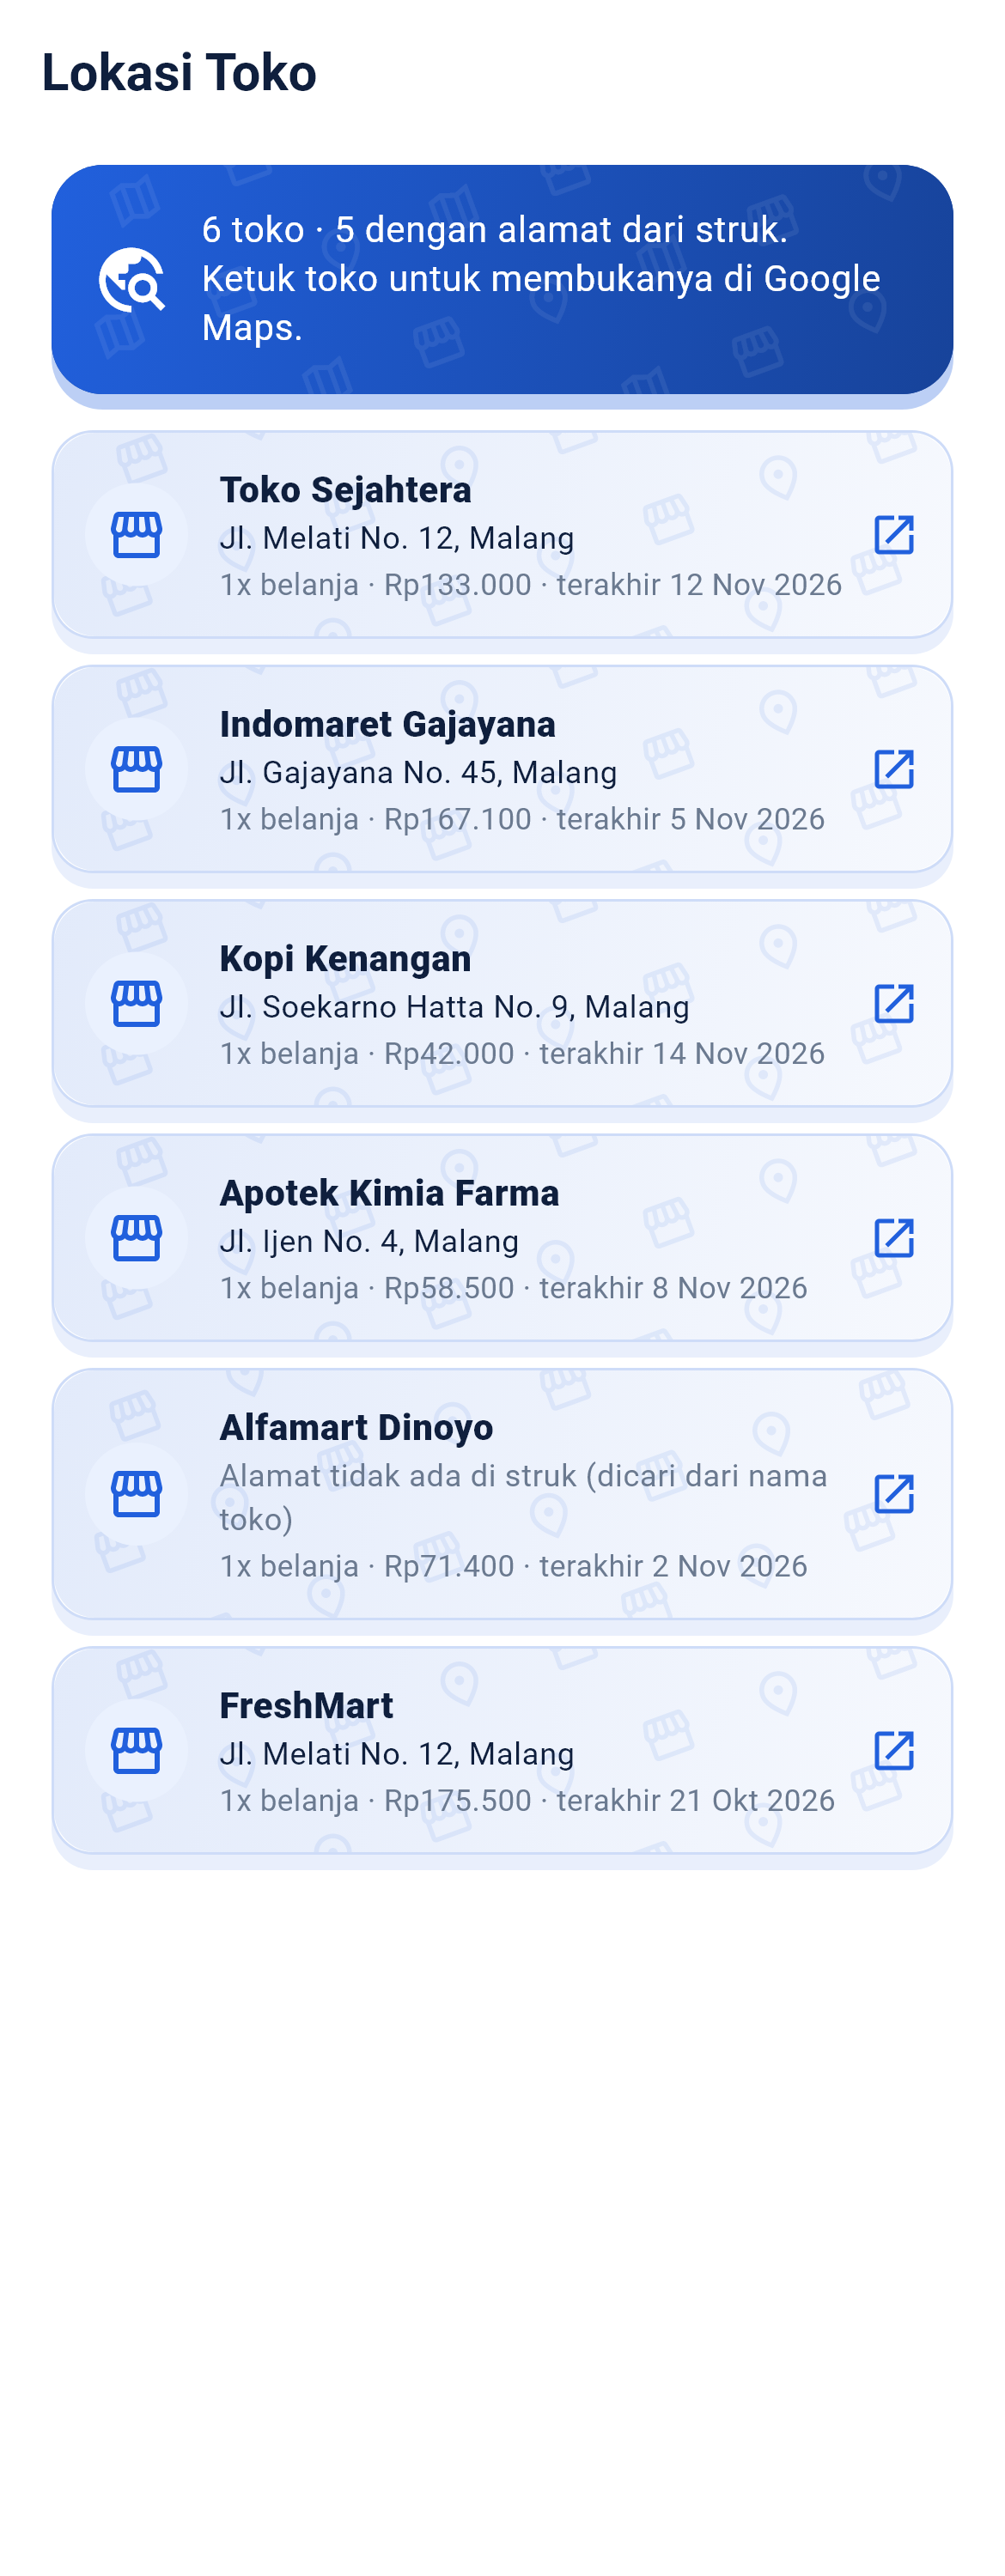 Lokasi Toko
6 toko · 5 dengan alamat dari struk.
Ketuk toko untuk membukanya di Google
Maps.
Toko Sejahtera
Jl. Melati No. 12, Malang
1x belanja · Rp133.000 · terakhir 12 Nov 2026
Indomaret Gajayana
Jl. Gajayana No. 45, Malang
1x belanja · Rp167.100 · terakhir 5 Nov 2026
Kopi Kenangan
Jl. Soekarno Hatta No. 9, Malang
1x belanja · Rp42.000 · terakhir 14 Nov 2026
Apotek Kimia Farma
Jl. Ijen No. 4, Malang
1x belanja · Rp58.500 · terakhir 8 Nov 2026
Alfamart Dinoyo
Alamat tidak ada di struk (dicari dari nama
toko)
1x belanja · Rp71.400 · terakhir 2 Nov 2026
FreshMart
Jl. Melati No. 12, Malang
1x belanja · Rp175.500 · terakhir 21 Okt 2026